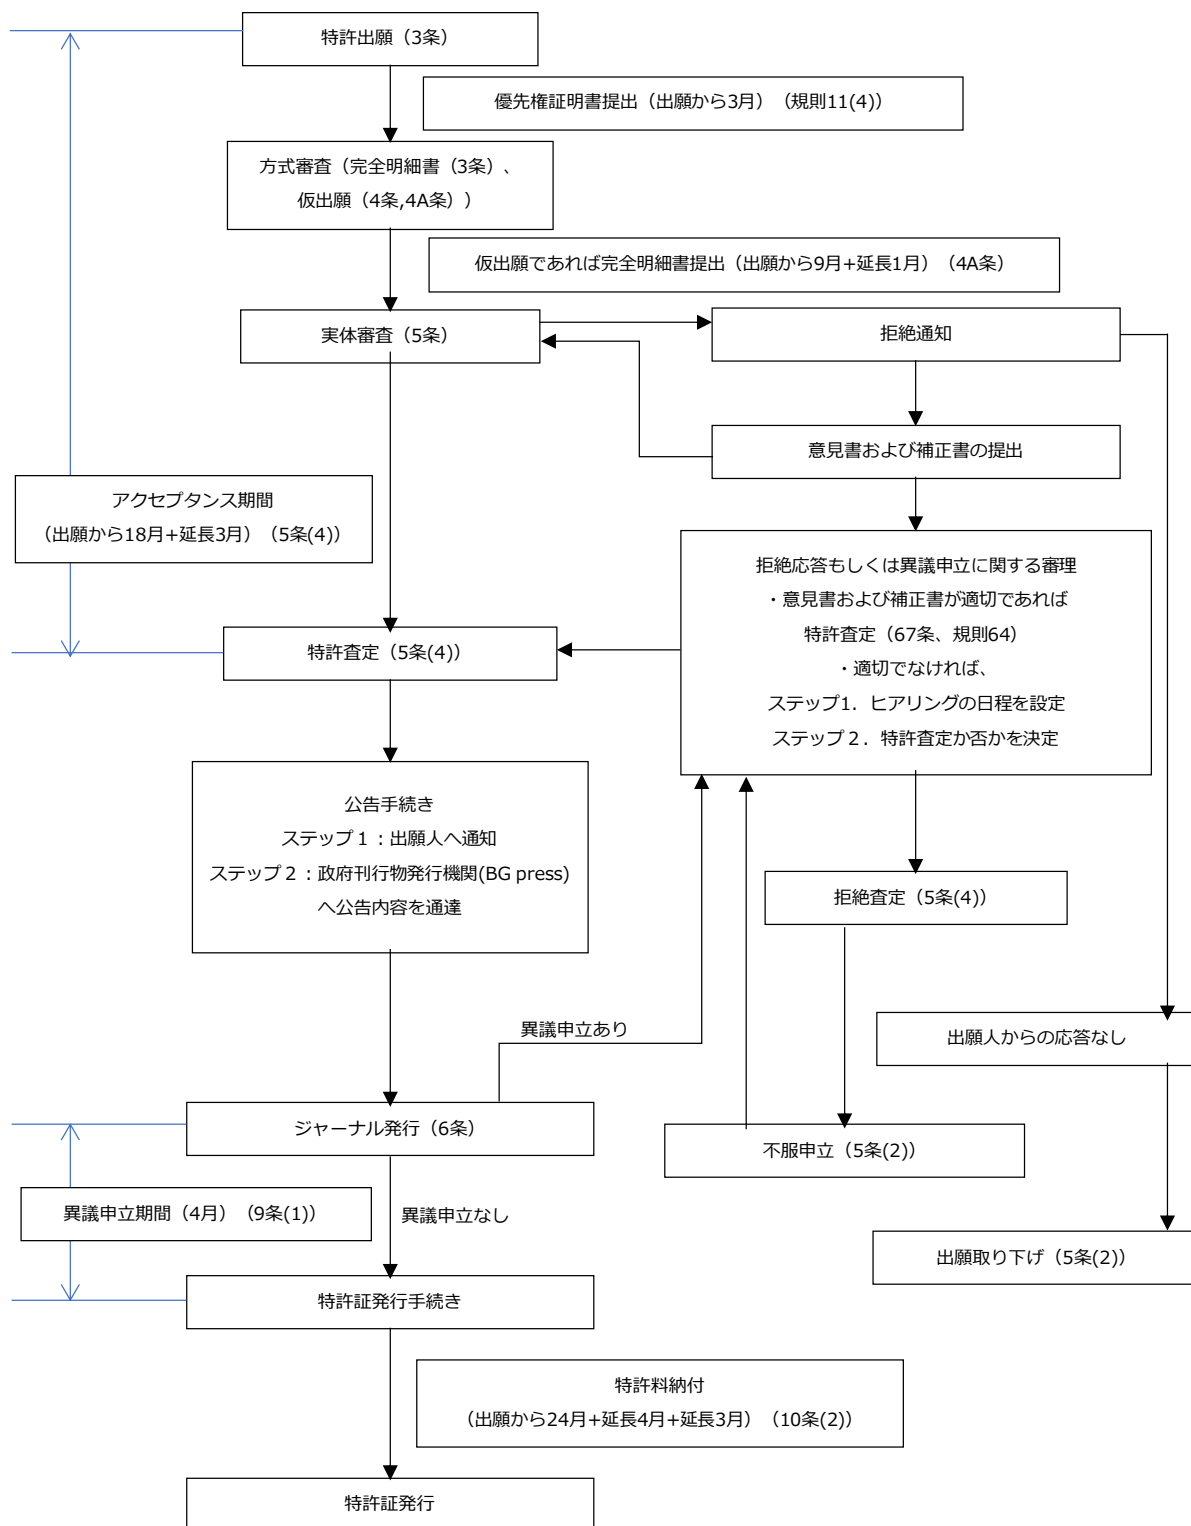 特許出願（3条）
優先権証明書提出（出願から3月）（規則11(4)）
方式審査（完全明細書（3条）、
仮出願（4条,4A条））
仮出願であれば完全明細書提出（出願から9月+延長1月）（4A条）
実体審査（5条）
拒絶通知
意見書および補正書の提出
アクセプタンス期間
（出願から18月+延長3月）（5条(4)）
拒絶応答もしくは異議申立に関する審理
・意見書および補正書が適切であれば
特許査定（67条、規則64）
・適切でなければ、
ステップ1．ヒアリングの日程を設定
ステップ２．特許査定か否かを決定
特許査定（5条(4)）
公告手続き
ステップ１：出願人へ通知
ステップ２：政府刊行物発行機関(BG press)
へ公告内容を通達
拒絶査定（5条(4)）
異議申立あり
出願人からの応答なし
ジャーナル発行（6条）
不服申立（5条(2)）
異議申立期間（4月）（9条(1)）
異議申立なし
出願取り下げ（5条(2)）
特許証発行手続き
特許料納付
（出願から24月+延長4月+延長3月）（10条(2)）
特許証発行